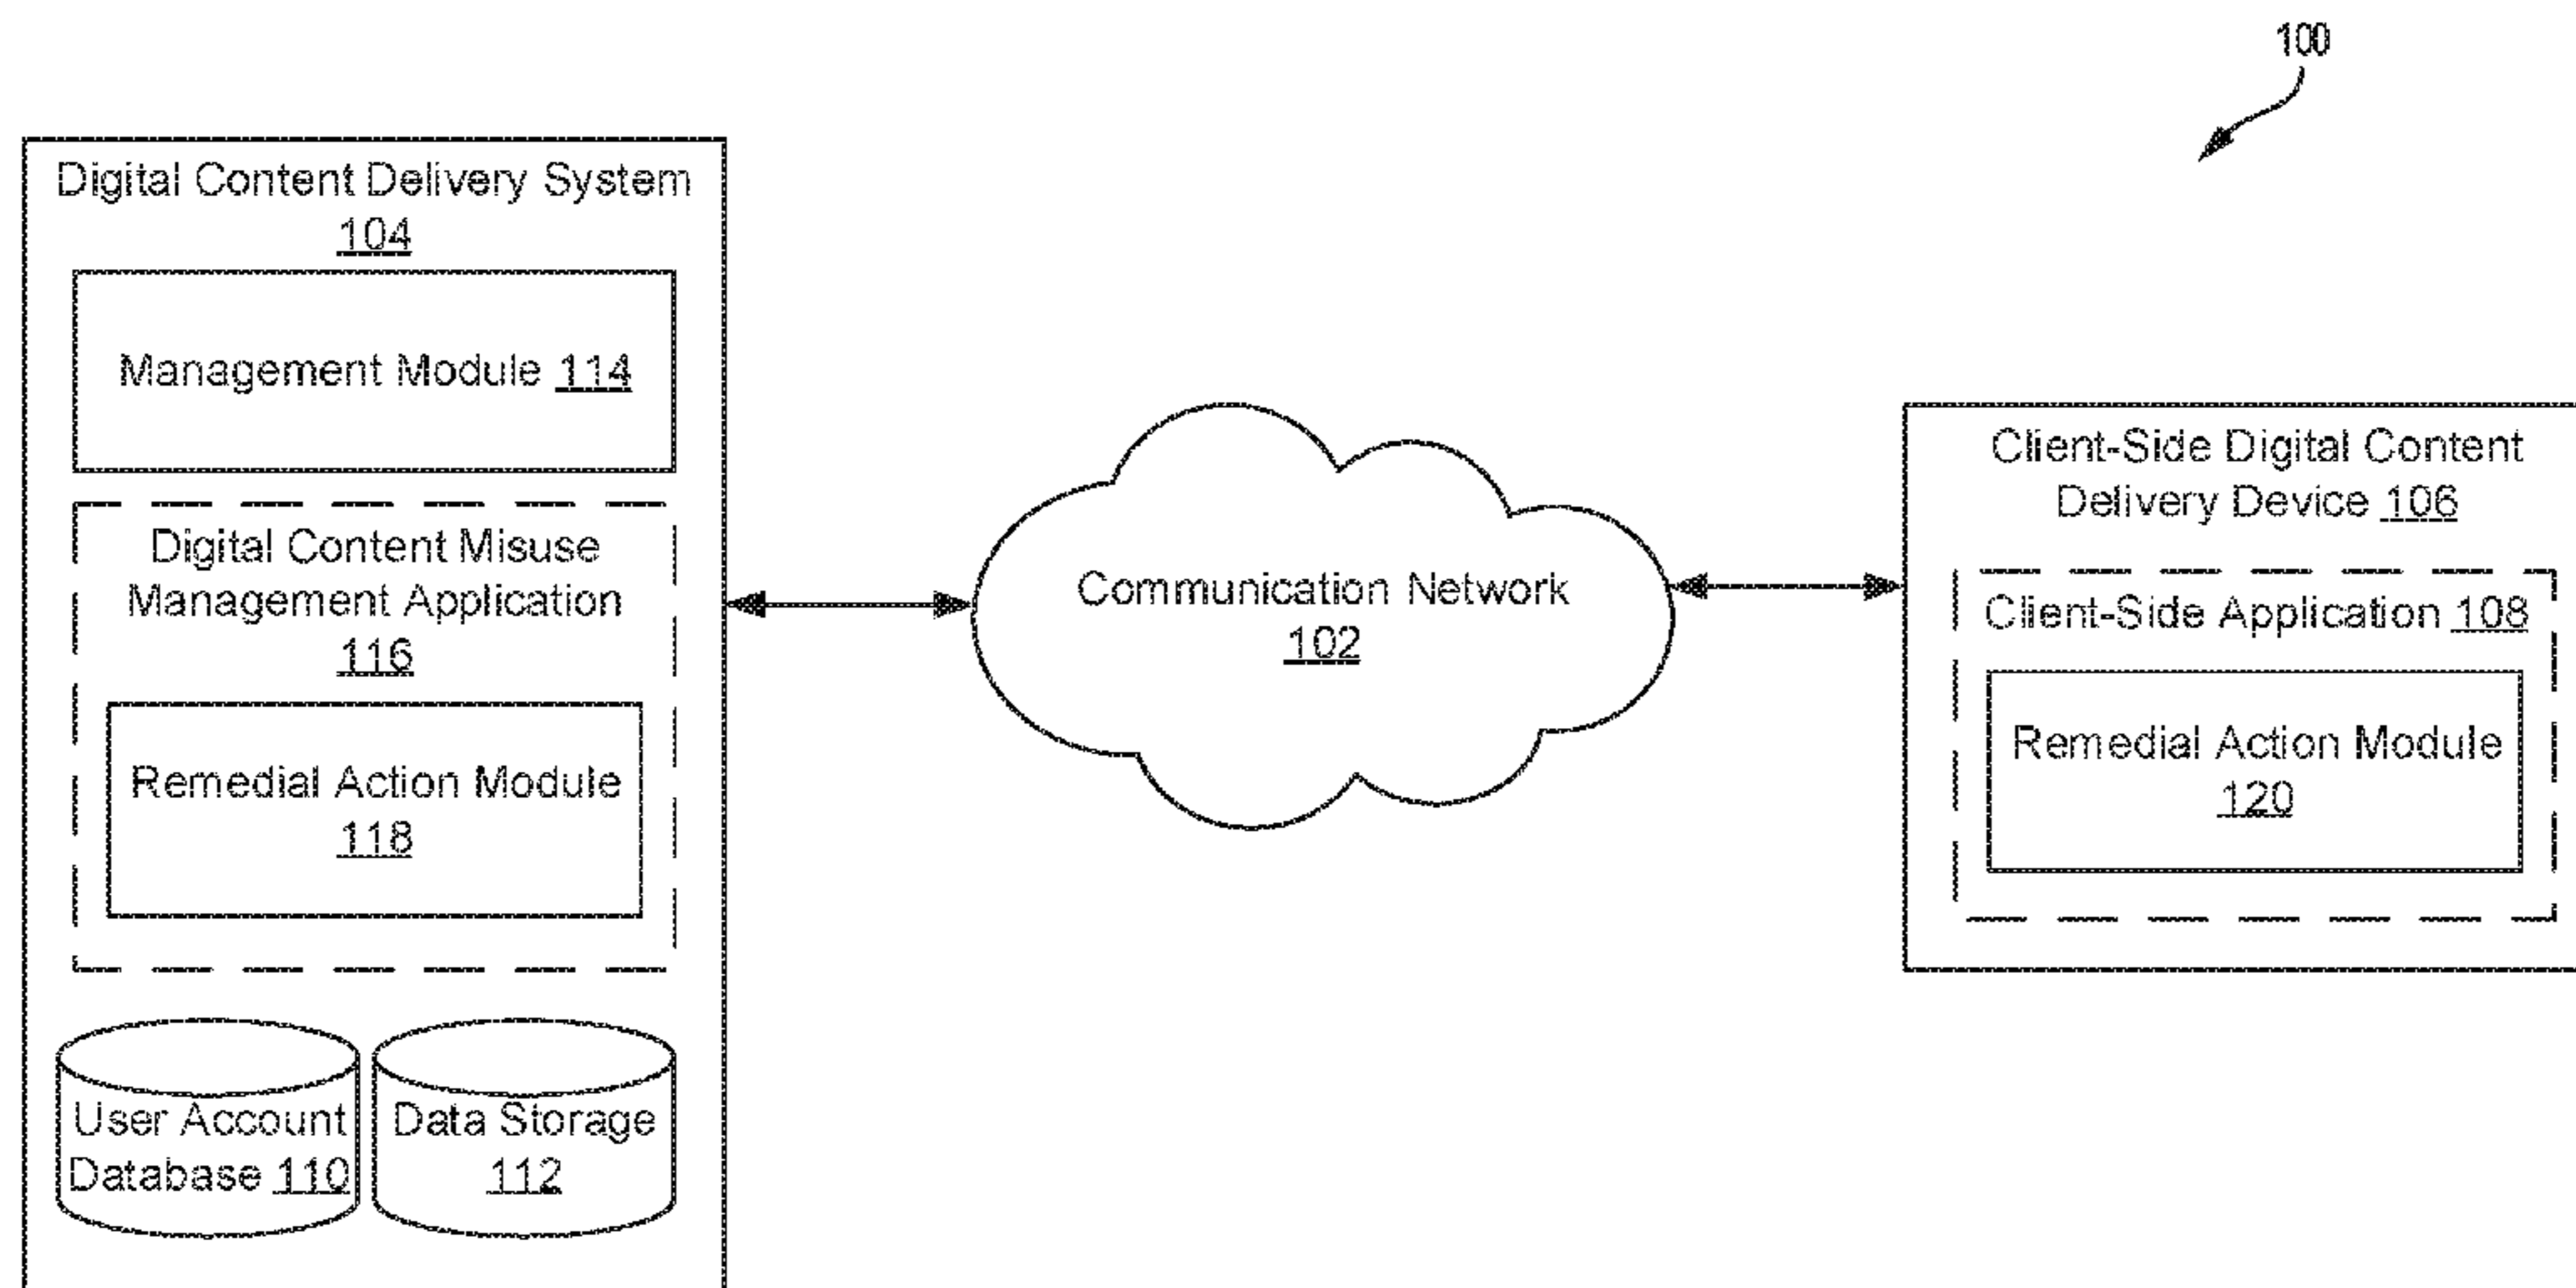 100
Digital Content Delivery System
104
Management Module 114
Digital Content Misuse
Management Application
116
Remedial Action Module
118
User Account
Database 110
Data Storage
112
Communication Network
102
Client-Side Digital Content
Delivery Device 106
Client-Side Application 108
Remedial Action Module
120